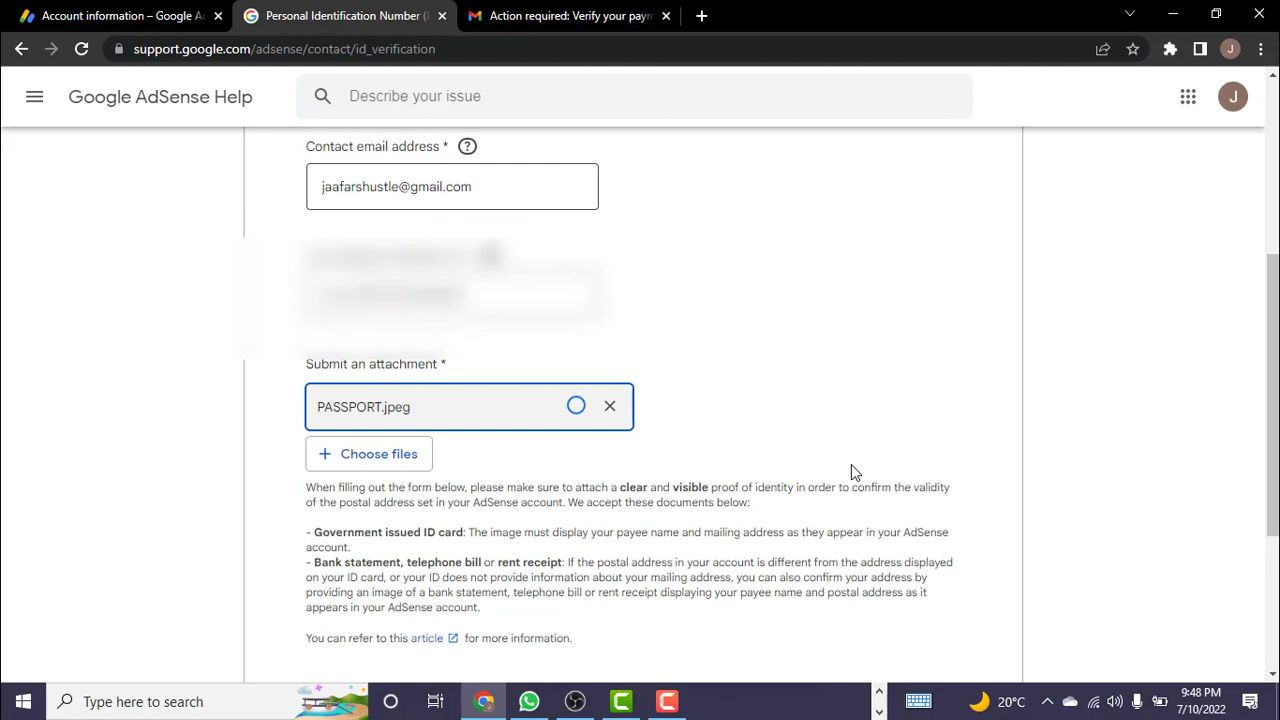 Account information – Google A
Personal Identification Number (
Action required: Verify your payn
support.google.com/adsense/contact/id_verification
J
Google AdSense Help
Describe your issue
J
Contact email address *
jaafarshustle@gmail.com
Submit an attachment *
PASSPORT.jpeg
+ Choose files
When filling out the form below, please make sure to attach a clear and visible proof of identity in order to confirm the validity
of the postal address set in your AdSense account. We accept these documents below:
- Government issued ID card: The image must display your payee name and mailing address as they appear in your AdSense
account.
- Bank statement, telephone bill or rent receipt: If the postal address in your account is different from the address displayed
on your ID card, or your ID does not provide information about your mailing address, you can also confirm your address by
providing an image of a bank statement, telephone bill or rent receipt displaying your payee name and postal address as it
appears in your AdSense account.
You can refer to this article for more information.
Type here to search
20°C
9:48 PM
7/10/2022